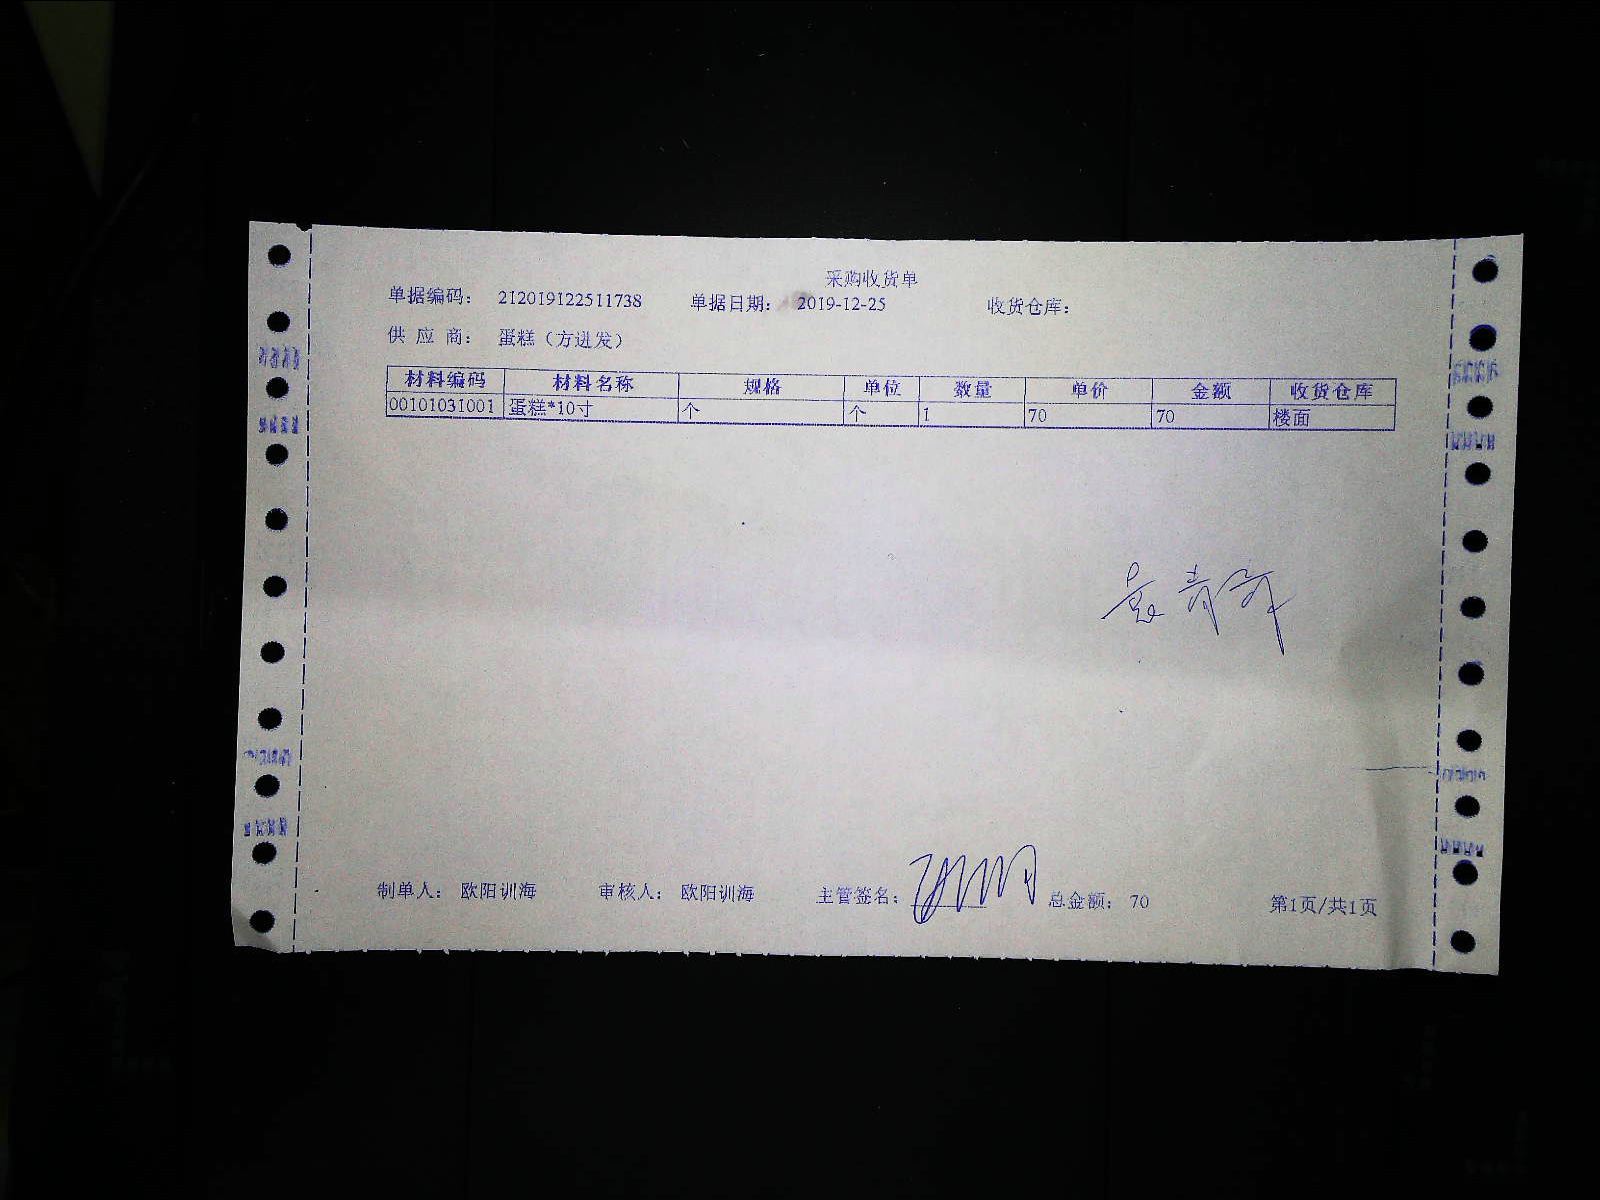 采购收货单
单据编码： 212019122511738 单据日期： 2019-12-25 收货仓库：
供 应 商： 蛋糕（方进发）
材料编码 材料名称 规格 单位 数量 单价 金额 收货仓库
00101031001 蛋糕*10寸 个 个 1 70 70 楼面
制单人： 欧阳训海 审核人： 欧阳训海 主管签名： 总金额： 70 第1页/共1页